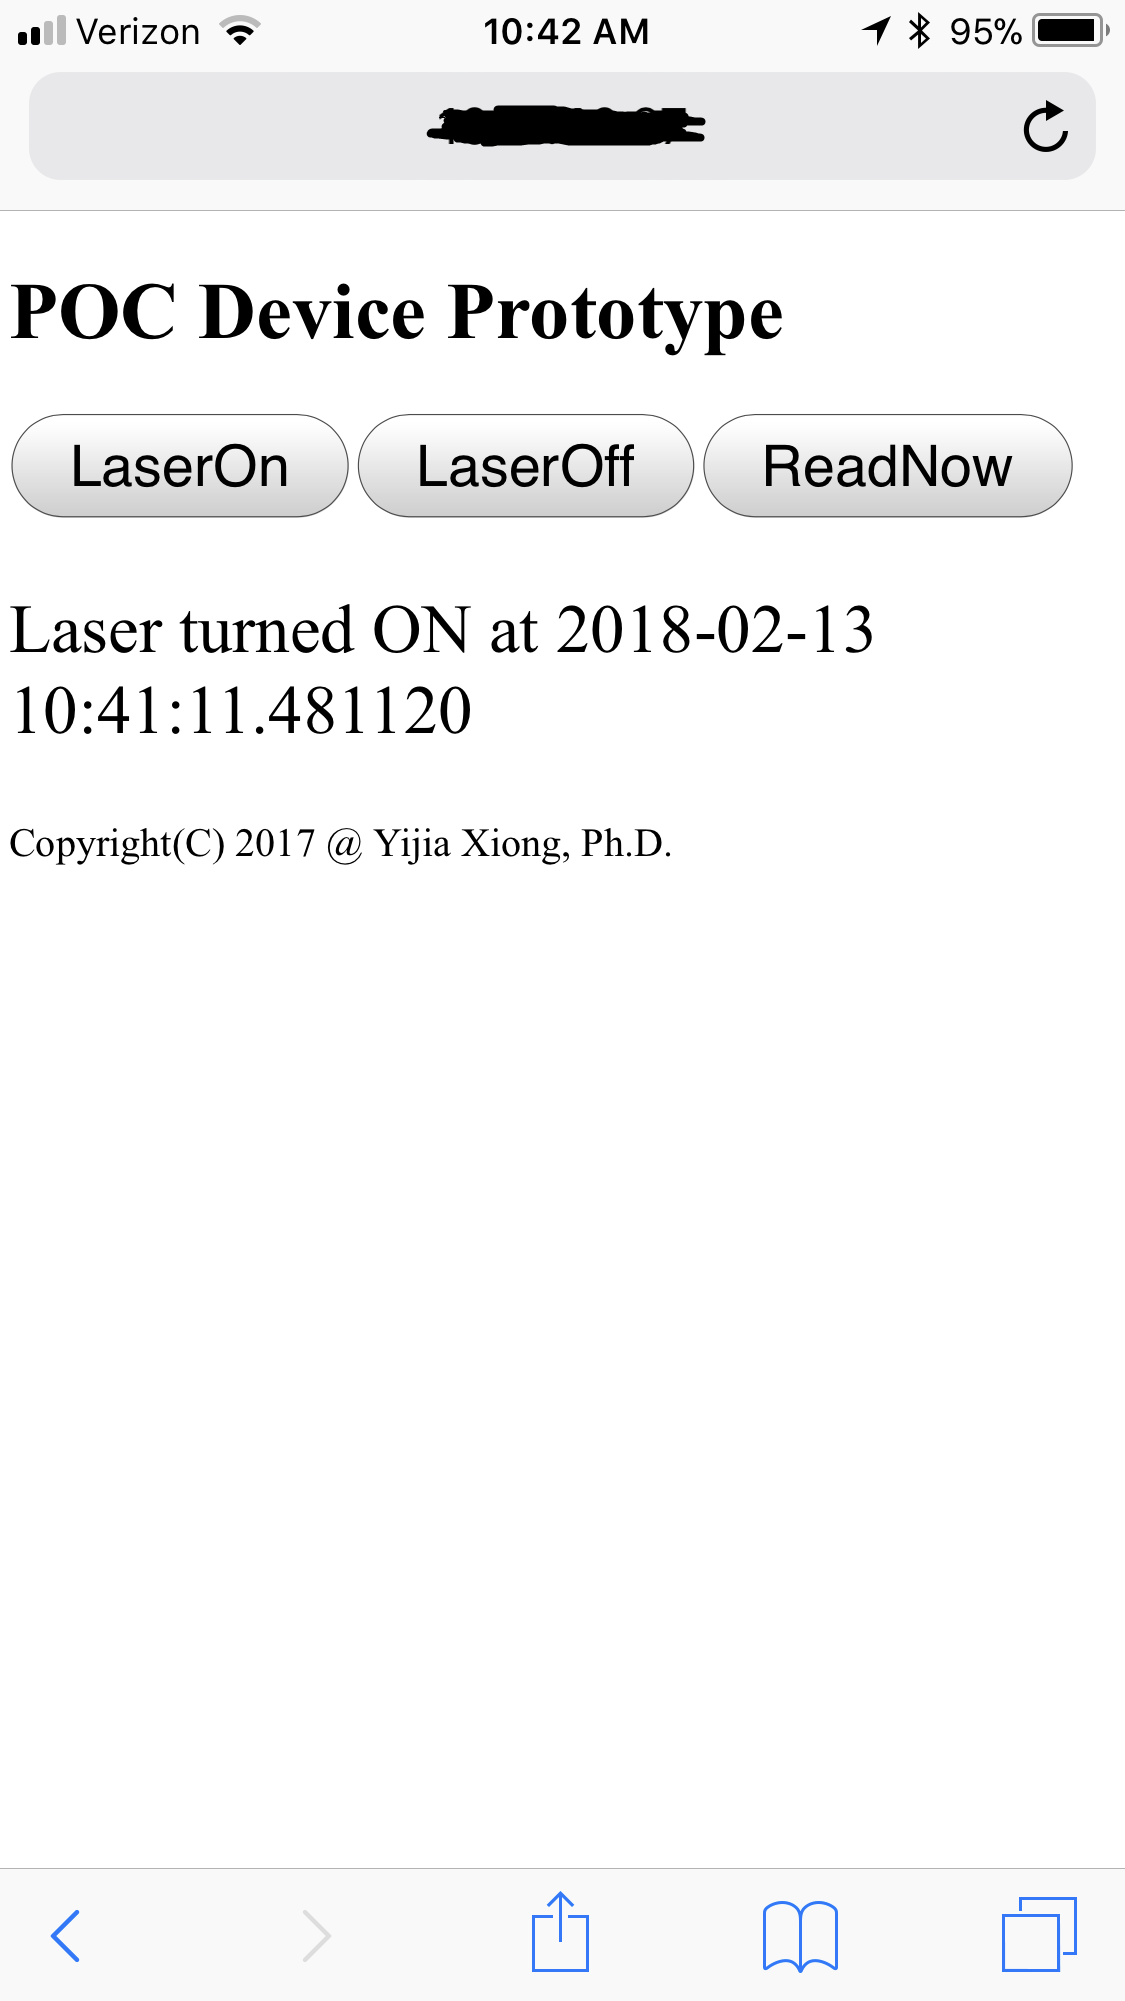 Verizon 10:42 AM 95%
POC Device Prototype
LaserOn LaserOff ReadNow
Laser turned ON at 2018-02-13
10:41:11.481120
Copyright(C) 2017 @ Yijia Xiong, Ph.D.